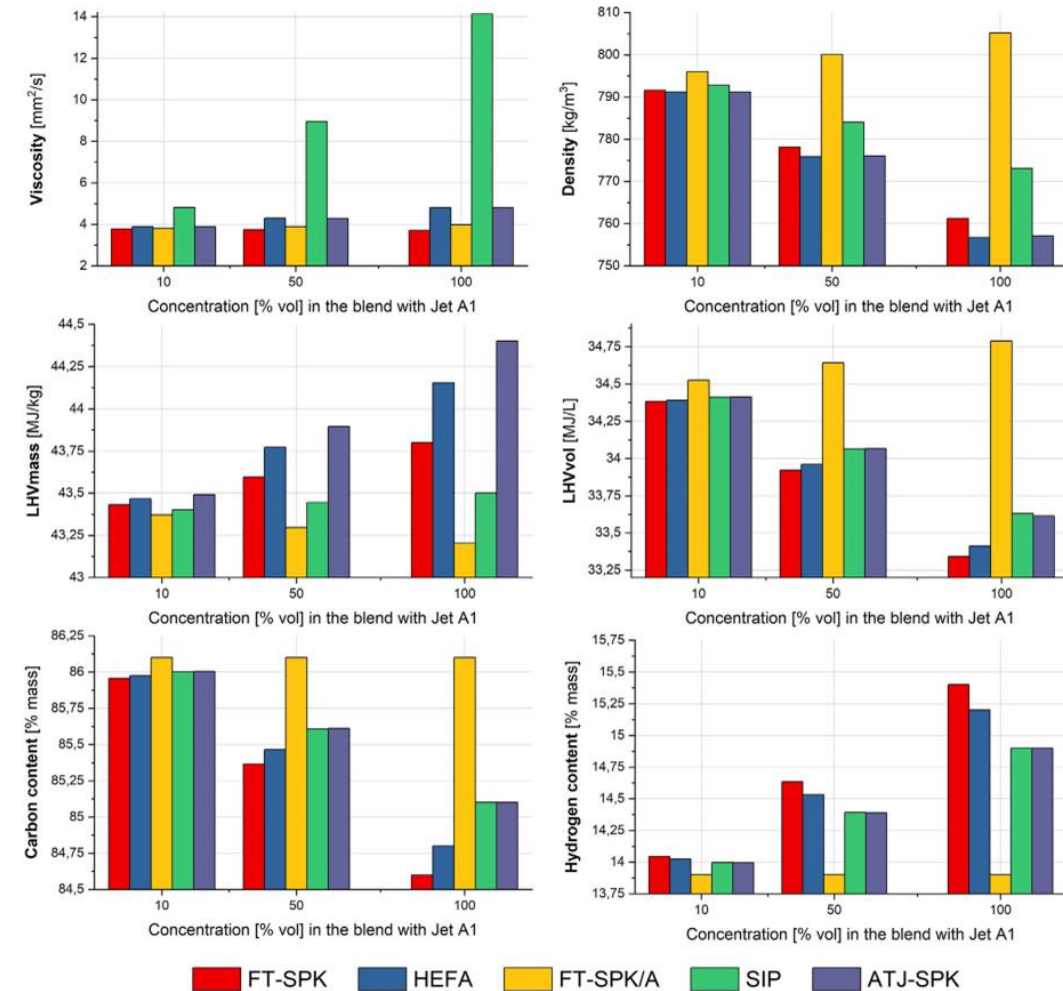 Viscosity [mm²/s]
14
12
10
8
6
4
2
10 50 100
Concentration [% vol] in the blend with Jet A1
Density [kg/m³]
810
800
790
780
770
760
750
10 50 100
Concentration [% vol] in the blend with Jet A1
LHVmass [MJ/kg]
44,5
44,25
44
43,75
43,5
43,25
43
10 50 100
Concentration [% vol] in the blend with Jet A1
LHVvol [MJ/L]
34,75
34,5
34,25
34
33,75
33,5
33,25
10 50 100
Concentration [% vol] in the blend with Jet A1
Carbon content [% mass]
86,25
86
85,75
85,5
85,25
85
84,75
84,5
10 50 100
Concentration [% vol] in the blend with Jet A1
Hydrogen content [% mass]
15,75
15,5
15,25
15
14,75
14,5
14,25
14
13,75
10 50 100
Concentration [% vol] in the blend with Jet A1
FT-SPK HEFA FT-SPK/A SIP ATJ-SPK